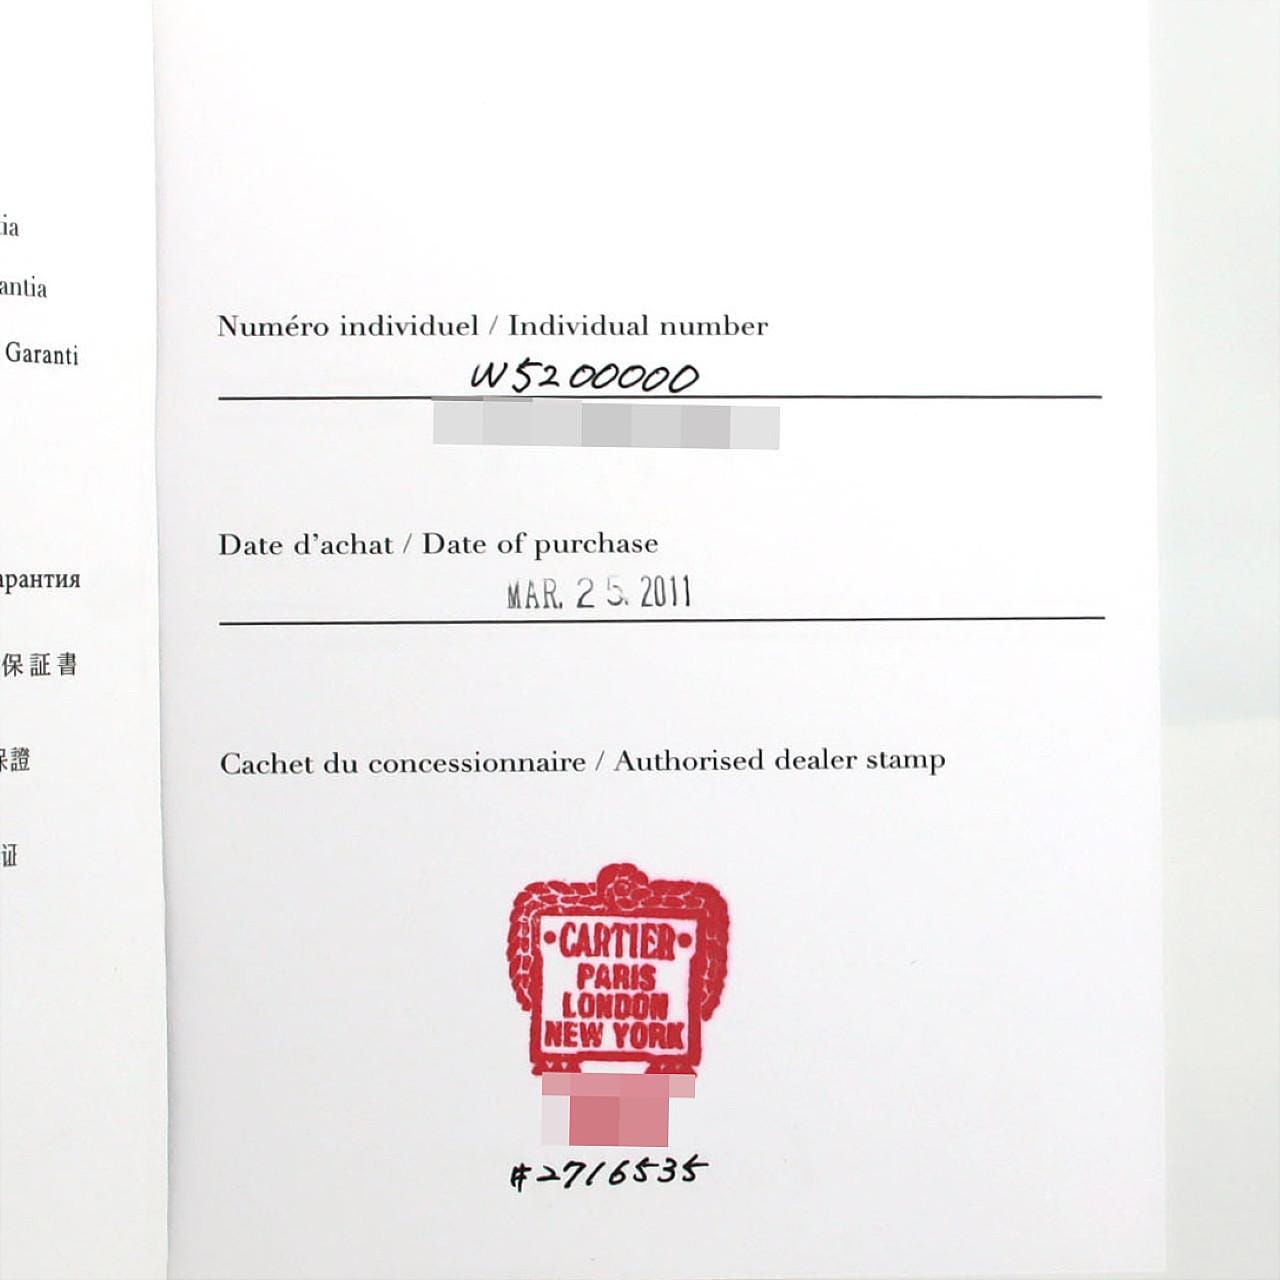 ia
antia
Garanti
арантия
保証書
證
证
Numéro individuel / Individual number
W5200000
Date d'achat / Date of purchase
MAR. 25. 2011
Cachet du concessionnaire / Authorised dealer stamp
•CARTIER•
PARIS
LONDON
NEW YORK
#2716535